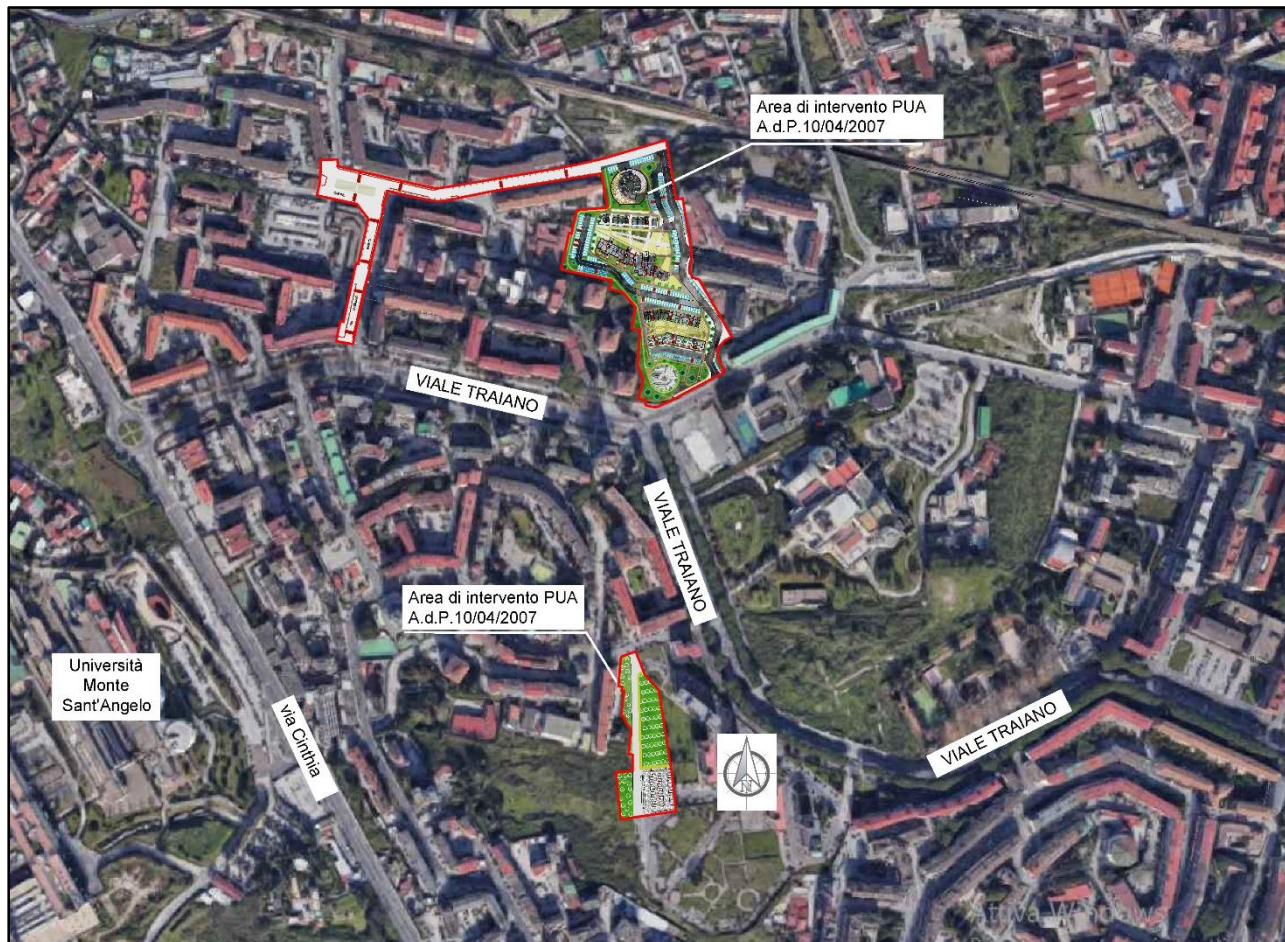 Area di intervento PUA
A.d.P.10/04/2007
VIALE TRAIANO
VIALE TRAIANO
Area di intervento PUA
A.d.P.10/04/2007
Università
Monte
Sant'Angelo
via Cinthia
VIALE TRAIANO
N
Attiva Windows